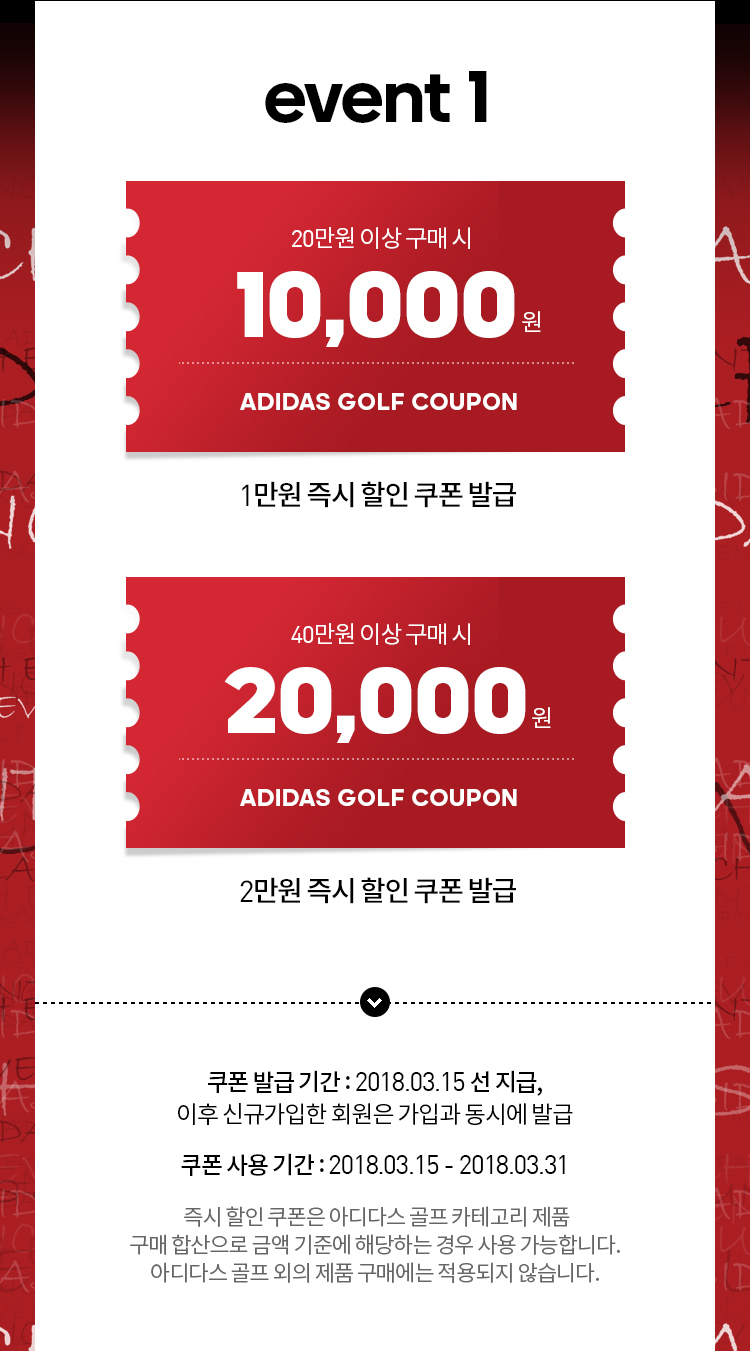 event 1
20만원 이상 구매 시
10,000원
ADIDAS GOLF COUPON
1만원 즉시 할인 쿠폰 발급
40만원 이상 구매 시
20,000원
ADIDAS GOLF COUPON
2만원 즉시 할인 쿠폰 발급
쿠폰 발급 기간 : 2018.03.15 선 지급,
이후 신규가입한 회원은 가입과 동시에 발급
쿠폰 사용 기간 : 2018.03.15 - 2018.03.31
즉시 할인 쿠폰은 아디다스 골프 카테고리 제품
구매 합산으로 금액 기준에 해당하는 경우 사용 가능합니다.
아디다스 골프 외의 제품 구매에는 적용되지 않습니다.